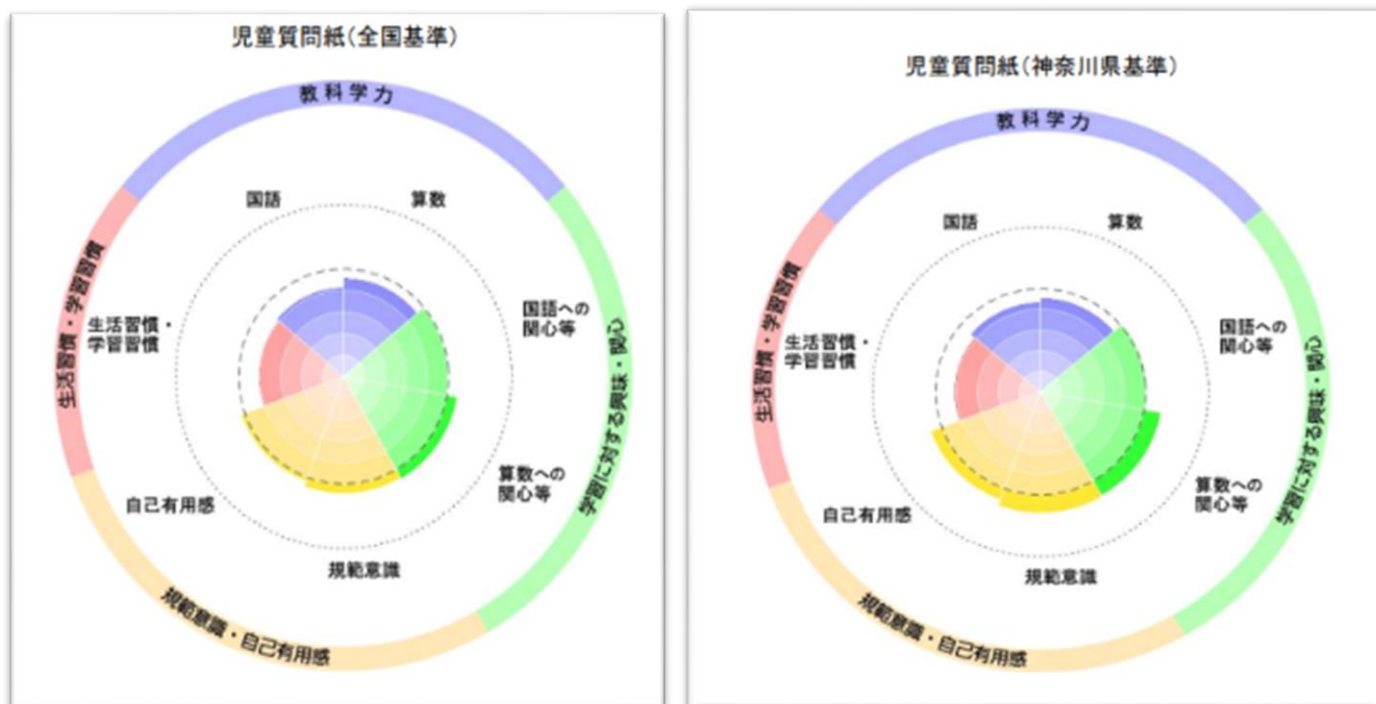 児童質問紙(全国基準)
教科学力
国語
算数
国語への
関心等
学習に対する興味・関心
算数への
関心等
規範意識
規範意識・自己有用感
自己有用感
生活習慣・
学習習慣
生活習慣・学習習慣
児童質問紙(神奈川県基準)
教科学力
国語
算数
国語への
関心等
学習に対する興味・関心
算数への
関心等
規範意識
規範意識・自己有用感
自己有用感
生活習慣・
学習習慣
生活習慣・学習習慣